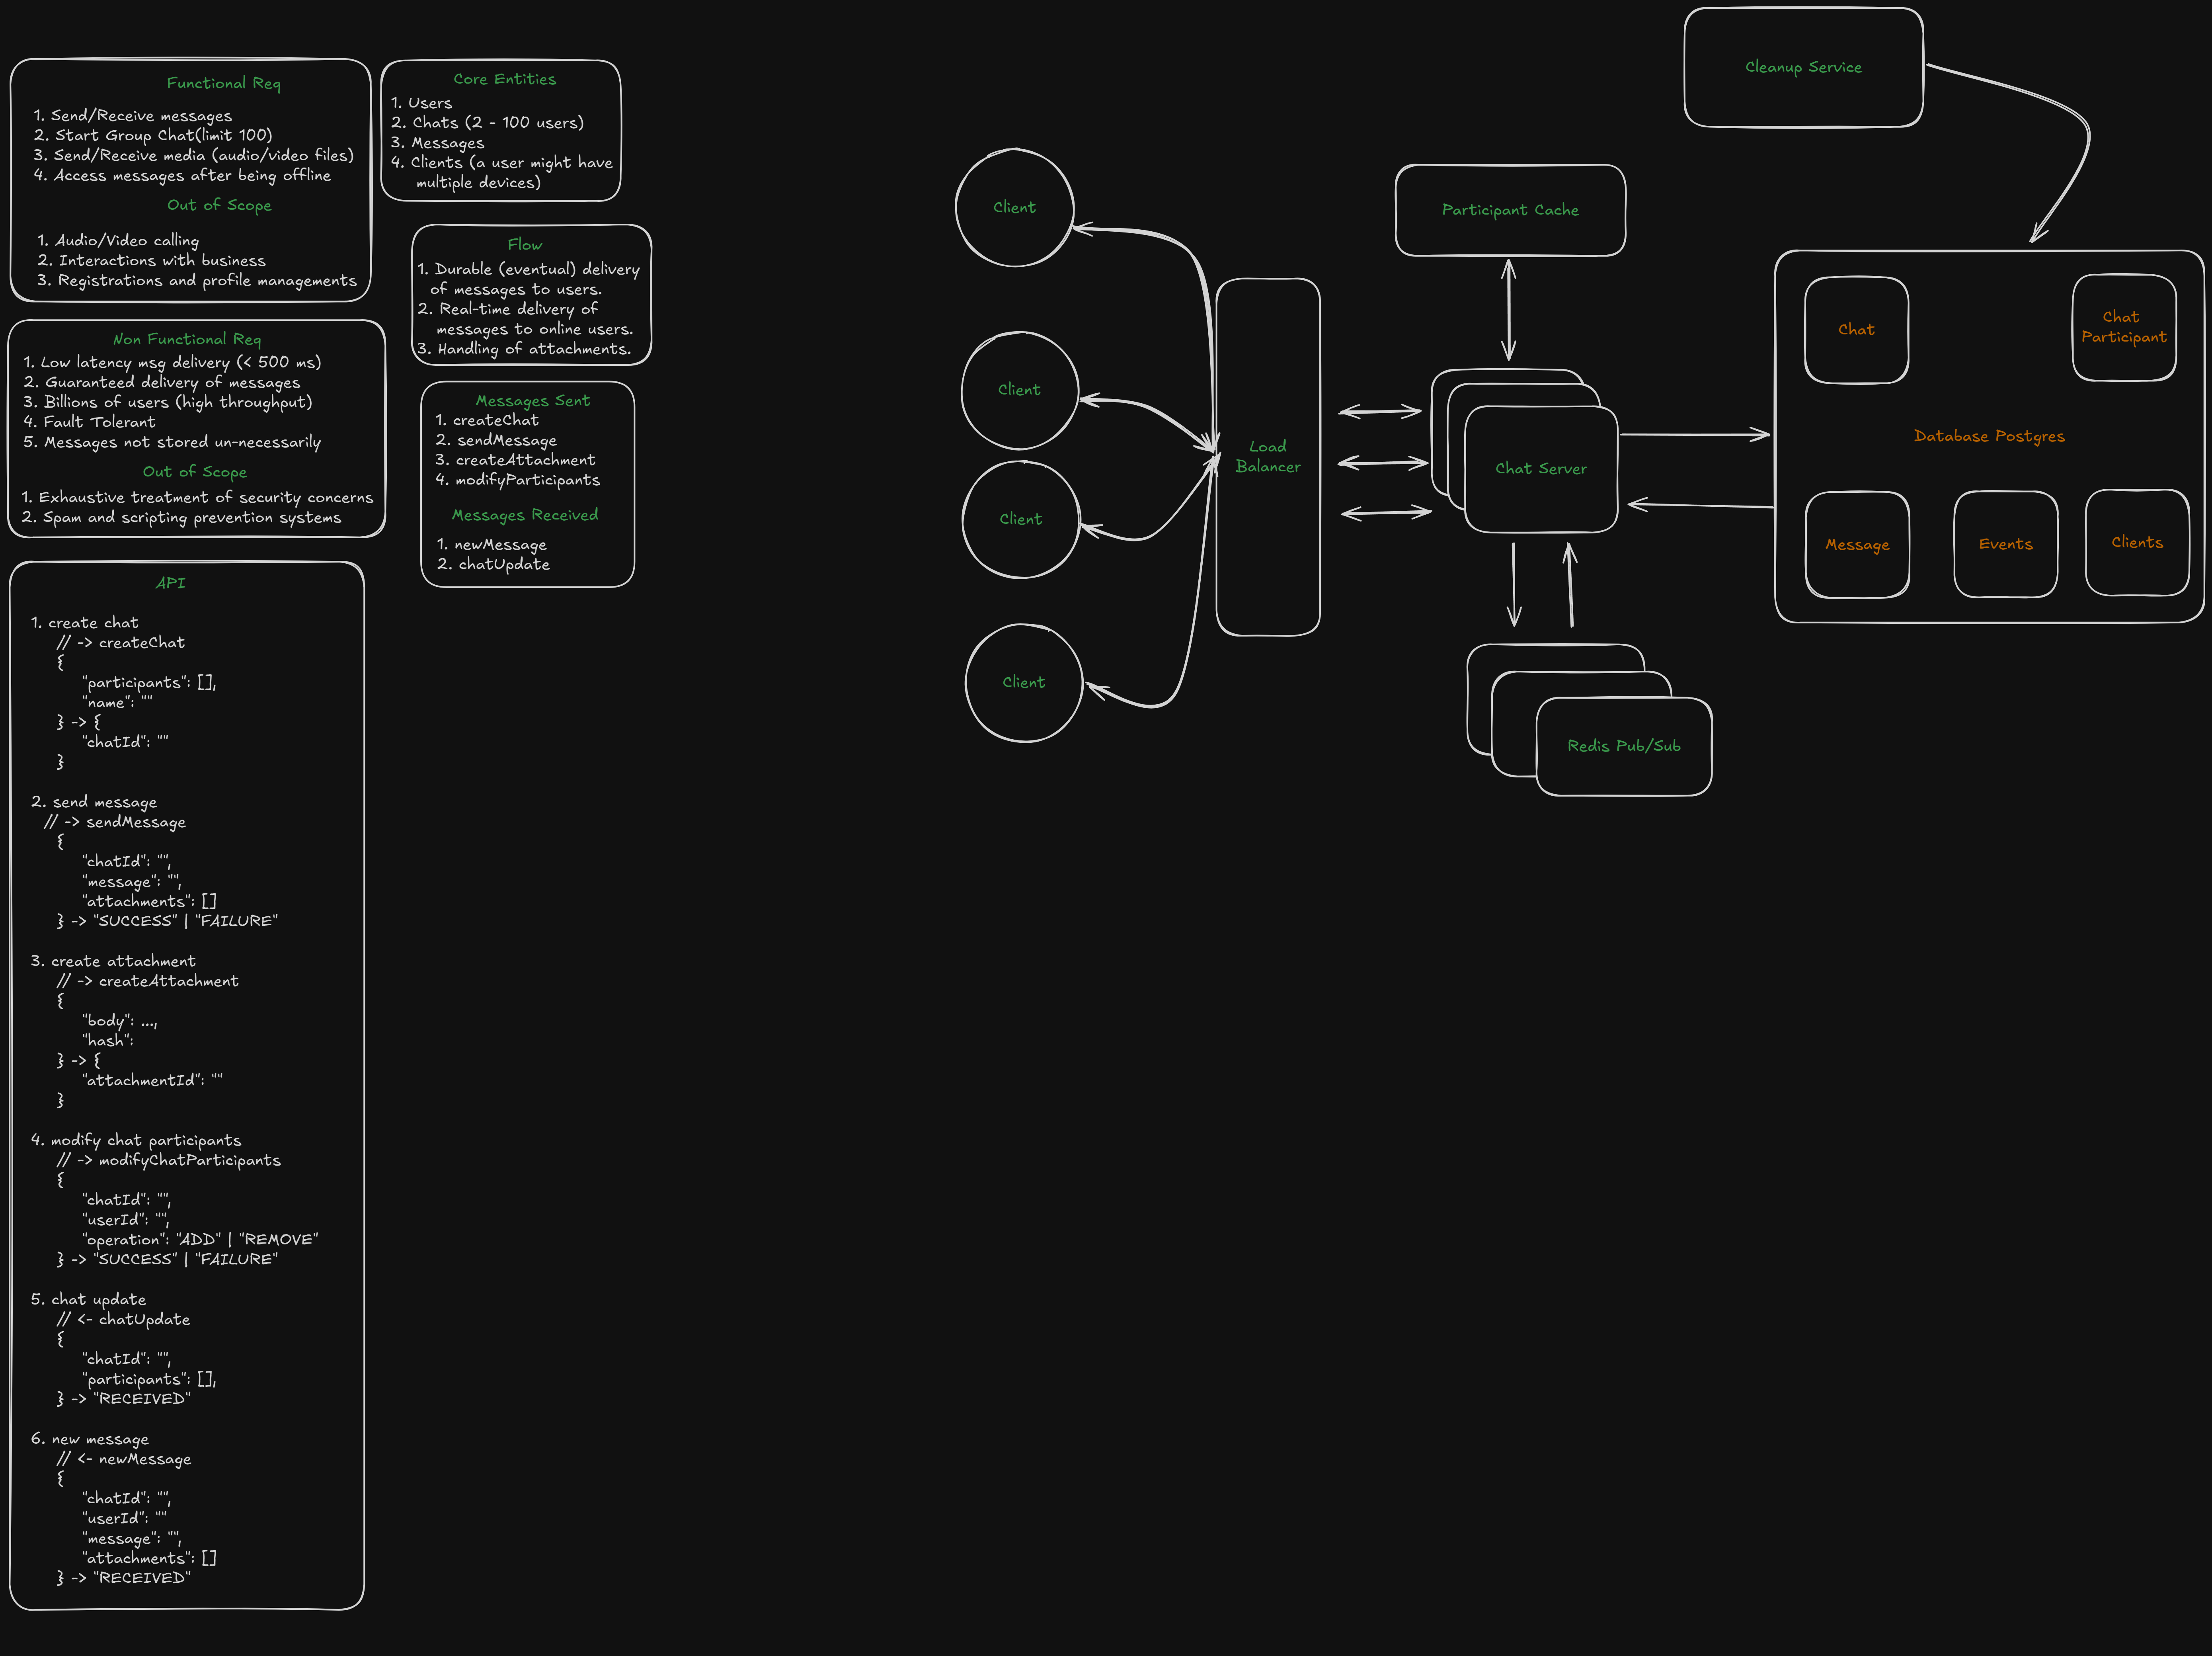 Functional Req
1. Send/Receive messages
2. Start Group Chat(limit 100)
3. Send/Receive media (audio/video files)
4. Access messages after being offline
Out of Scope
1. Audio/Video calling
2. Interactions with business
3. Registrations and profile managements
Core Entities
1. Users
2. Chats (2 - 100 users)
3. Messages
4. Clients (a user might have
multiple devices)
Flow
1. Durable (eventual) delivery
of messages to users.
2. Real-time delivery of
messages to online users.
3. Handling of attachments.
Non Functional Req
1. Low latency msg delivery (< 500 ms)
2. Guaranteed delivery of messages
3. Billions of users (high throughput)
4. Fault Tolerant
5. Messages not stored un-necessarily
Out of Scope
1. Exhaustive treatment of security concerns
2. Spam and scripting prevention systems
Messages Sent
1. createChat
2. sendMessage
3. createAttachment
4. modifyParticipants
Messages Received
1. newMessage
2. chatUpdate
API
1. create chat
// -> createChat
{
"participants": [],
"name": ""
} -> {
"chatId": ""
}
2. send message
// -> sendMessage
{
"chatId": "",
"message": "",
"attachments": []
} -> "SUCCESS" | "FAILURE"
3. create attachment
// -> createAttachment
{
"body": ...,
"hash":
} -> {
"attachmentId": ""
}
4. modify chat participants
// -> modifyChatParticipants
{
"chatId": "",
"userId": "",
"operation": "ADD" | "REMOVE"
} -> "SUCCESS" | "FAILURE"
5. chat update
// <- chatUpdate
{
"chatId": "",
"participants": [],
} -> "RECEIVED"
6. new message
// <- newMessage
{
"chatId": "",
"userId": ""
"message": "",
"attachments": []
} -> "RECEIVED"
Client
Client
Client
Client
Load
Balancer
Participant Cache
Chat Server
Redis Pub/Sub
Cleanup Service
Chat
Chat
Participant
Database Postgres
Message
Events
Clients